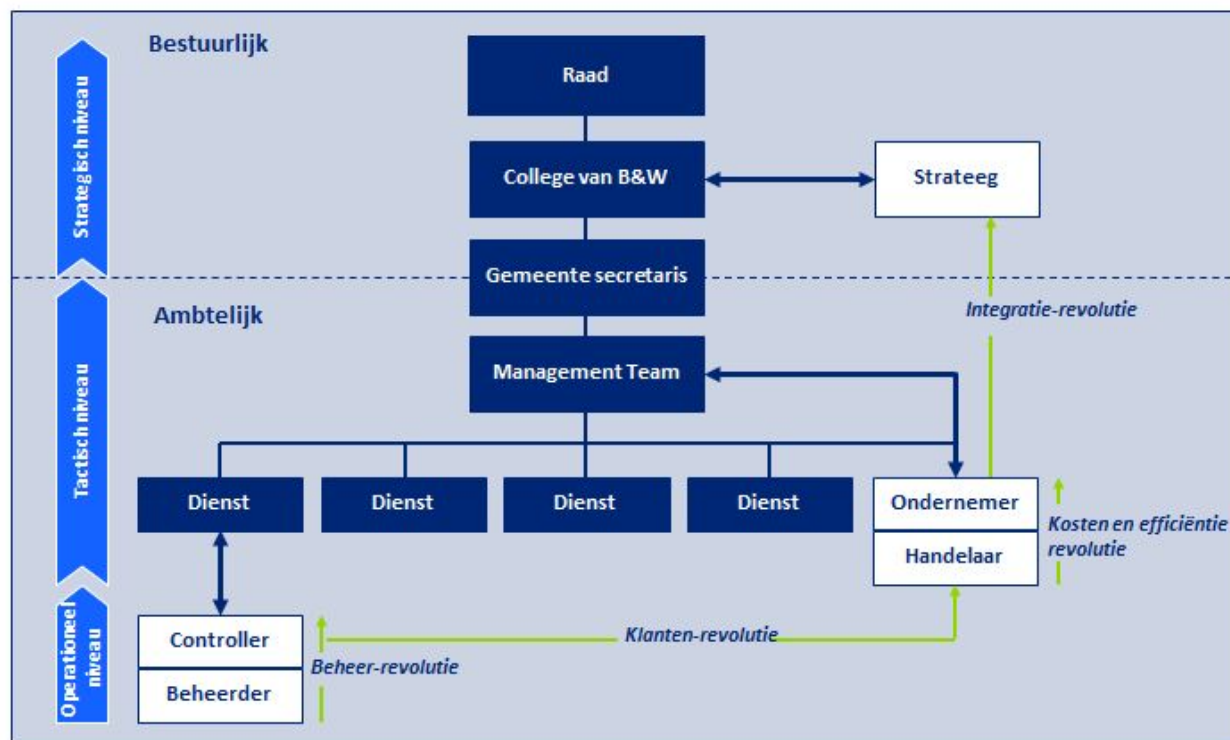 Bestuurlijk
Strategisch niveau
Raad
College van B&W
Strateeg
Gemeente secretaris
Integratie-revolutie
Ambtelijk
Tactisch niveau
Management Team
Dienst
Dienst
Dienst
Dienst
Ondernemer
Handelaar
Kosten en efficiëntie
revolutie
Operationeel
niveau
Controller
Beheerder
Beheer-revolutie
Klanten-revolutie